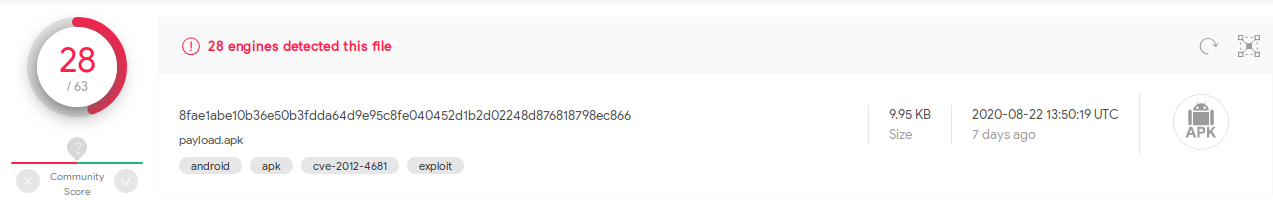 28
/ 63
?
Community
Score
28 engines detected this file
8fae1abe10b36e50b3fdda64d9e95c8fe040452d1b2d02248d876818798ec866
payload.apk
android apk cve-2012-4681 exploit
9.95 KB
Size
2020-08-22 13:50:19 UTC
7 days ago
APK